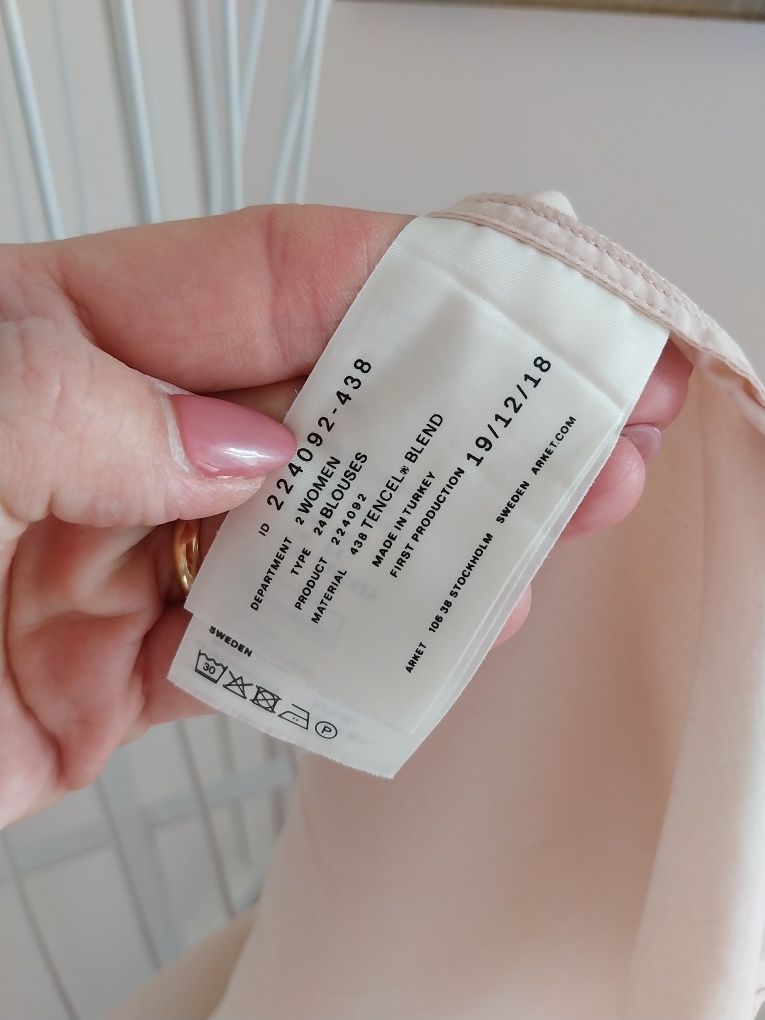 ID 224092-438
DEPARTMENT 2 WOMEN
TYPE 24 BLOUSES
PRODUCT 224092
MATERIAL 438 TENCEL® BLEND
MADE IN TURKEY
FIRST PRODUCTION 19/12/18
ARKET 106 38 STOCKHOLM SWEDEN ARKET.COM
SWEDEN
30
P